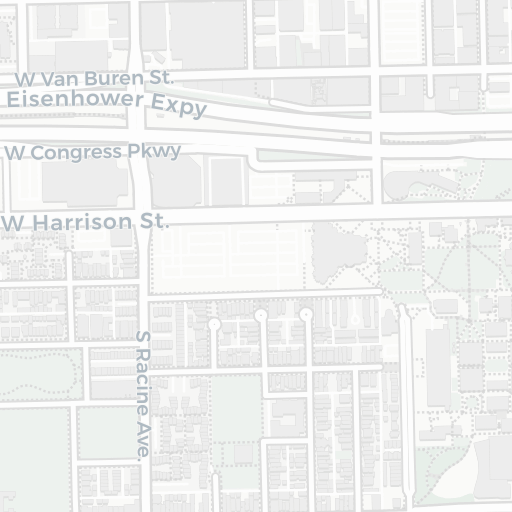 W Van Buren St.
Eisenhower Expy
W Congress Pkwy
W Harrison St.
S Racine Ave.